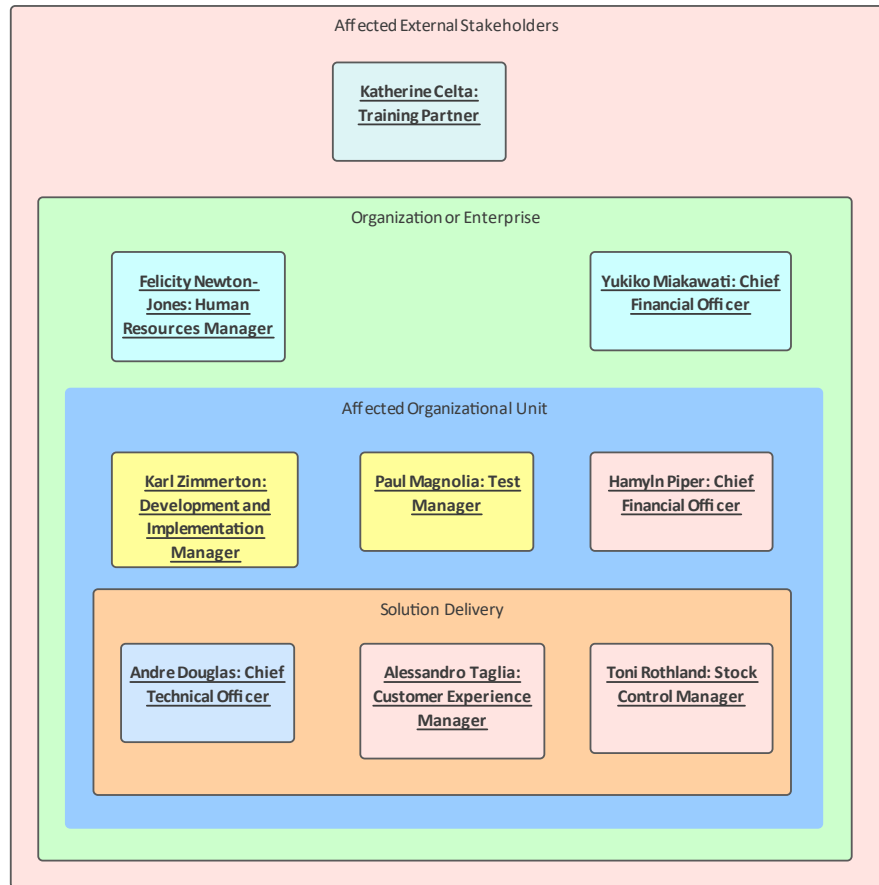 Affected External Stakeholders
Katherine Celta:
Training Partner
Organization or Enterprise
Felicity Newton-
Jones: Human
Resources Manager
Yukiko Miakawati: Chief
Financial Officer
Affected Organizational Unit
Karl Zimmerton:
Development and
Implementation
Manager
Paul Magnolia: Test
Manager
Hamyln Piper: Chief
Financial Officer
Solution Delivery
Andre Douglas: Chief
Technical Officer
Alessandro Taglia:
Customer Experience
Manager
Toni Rothland: Stock
Control Manager